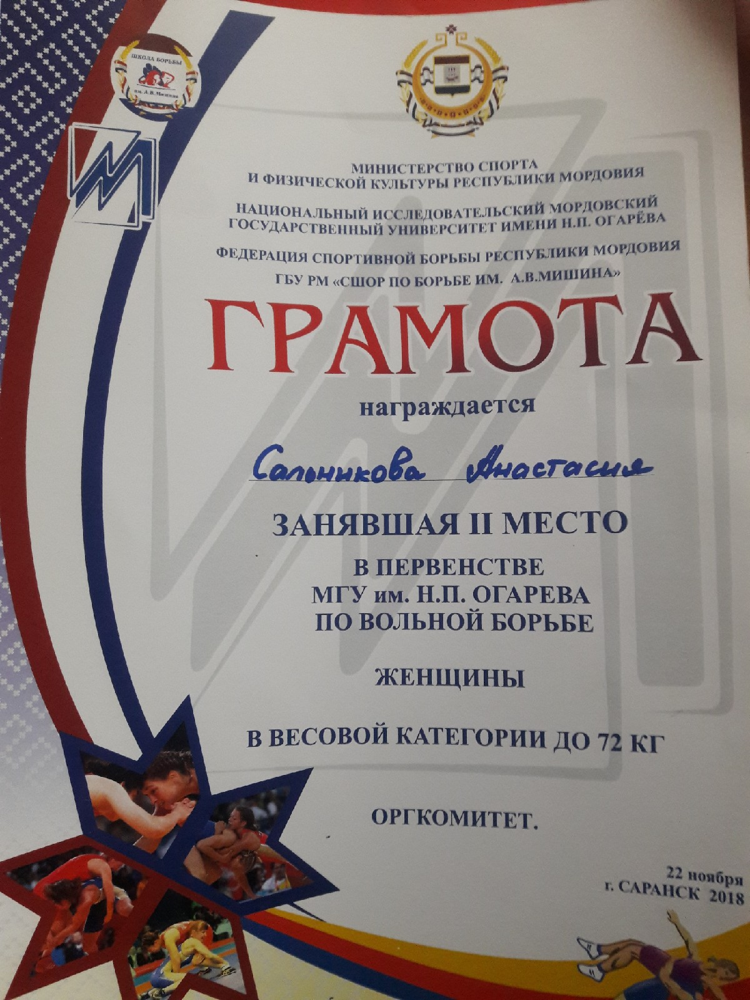 ШКОЛА БОРЬБЫ
им. А.В. Мишина
МИНИСТЕРСТВО СПОРТА
И ФИЗИЧЕСКОЙ КУЛЬТУРЫ РЕСПУБЛИКИ МОРДОВИЯ
НАЦИОНАЛЬНЫЙ ИССЛЕДОВАТЕЛЬСКИЙ МОРДОВСКИЙ
ГОСУДАРСТВЕННЫЙ УНИВЕРСИТЕТ ИМЕНИ Н.П. ОГАРЁВА
ФЕДЕРАЦИЯ СПОРТИВНОЙ БОРЬБЫ РЕСПУБЛИКИ МОРДОВИЯ
ГБУ РМ «СШОР ПО БОРЬБЕ ИМ. А.В.МИШИНА»
ГРАМОТА
награждается
Сальникова Анастасия
ЗАНЯВШАЯ II МЕСТО
В ПЕРВЕНСТВЕ
МГУ им. Н.П. ОГАРЕВА
ПО ВОЛЬНОЙ БОРЬБЕ
ЖЕНЩИНЫ
В ВЕСОВОЙ КАТЕГОРИИ ДО 72 КГ
ОРГКОМИТЕТ.
22 ноября
г. САРАНСК 2018